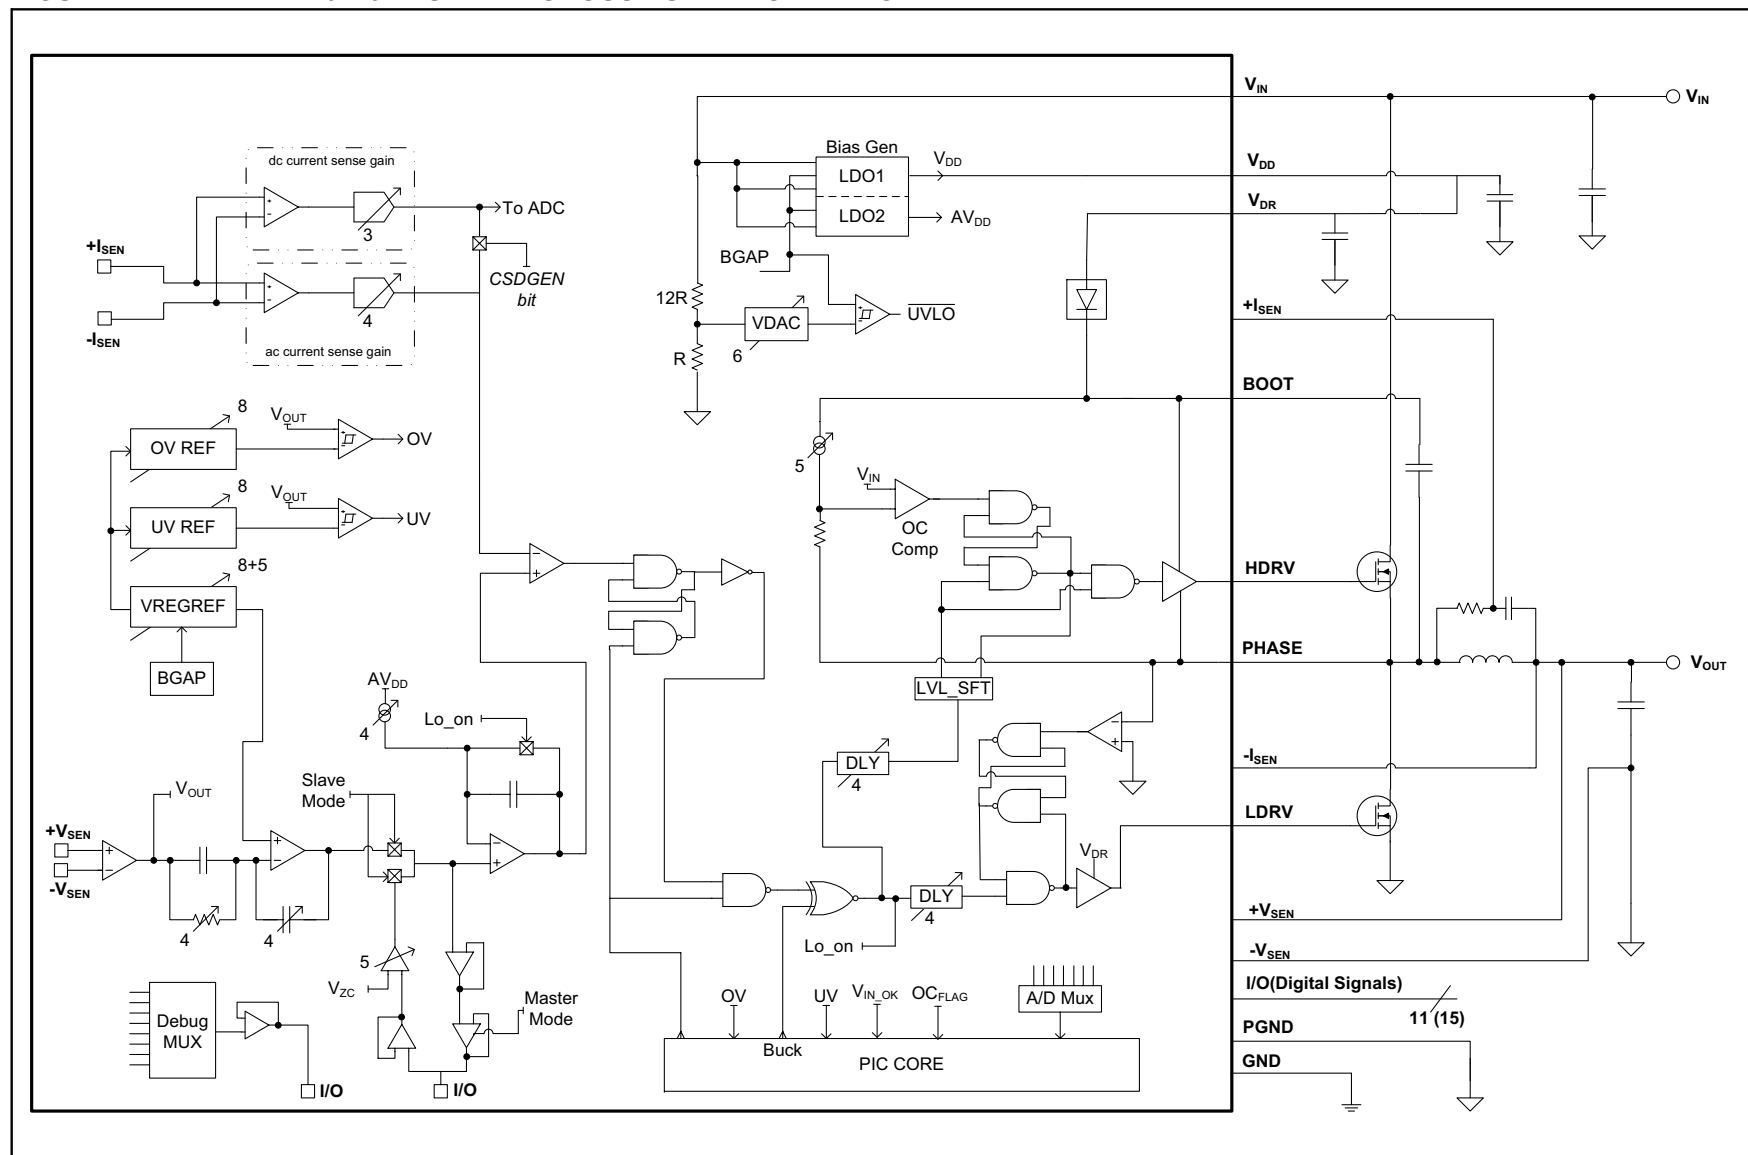 dc current sense gain
3
To ADC
+ISEN
-ISEN
CSDGEN
bit
4
ac current sense gain
Bias Gen
LDO1
LDO2
VDD
AVDD
BGAP
12R
R
VDAC
6
UVLO
VIN
VIN
VDD
VDR
+ISEN
BOOT
OV REF
8
VOUT
OV
UV REF
8
VOUT
UV
VREGREF
8+5
BGAP
5
VIN
OC
Comp
HDRV
PHASE
VOUT
LVL_SFT
AVDD
4
Lo_on
Slave
Mode
VOUT
+VSEN
-VSEN
4
4
DLY
4
-ISEN
LDRV
VDR
DLY
4
Lo_on
+VSEN
-VSEN
5
VZC
Master
Mode
Debug
MUX
I/O
I/O
OV
Buck
UV
VIN_OK
OCFLAG
A/D Mux
PIC CORE
I/O(Digital Signals)
11 (15)
PGND
GND